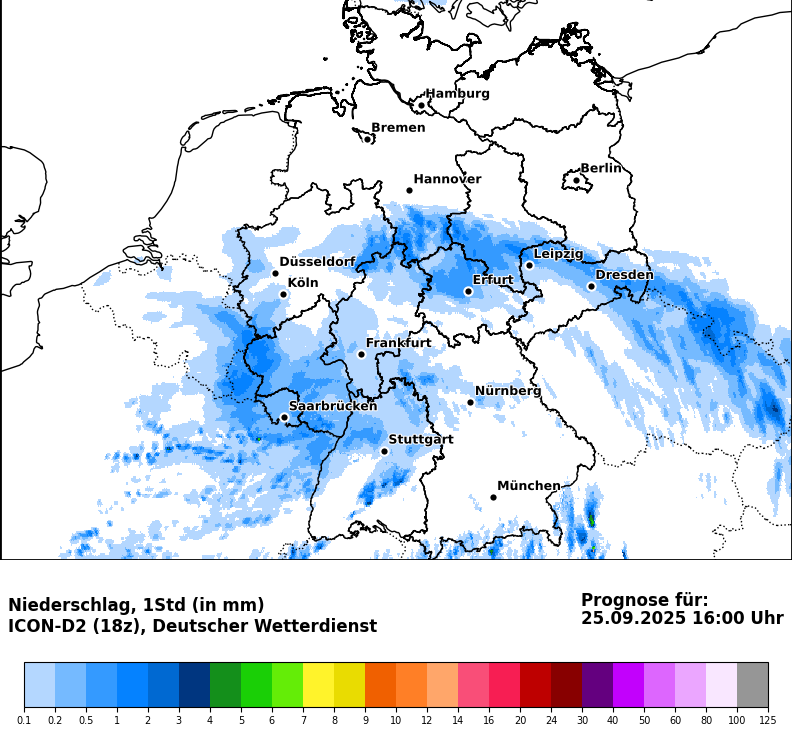 Hamburg
Bremen
Berlin
Hannover
Düsseldorf
Leipzig
Köln
Erfurt
Dresden
Frankfurt
Nürnberg
Saarbrücken
Stuttgart
München
Niederschlag, 1Std (in mm)
ICON-D2 (18z), Deutscher Wetterdienst
Prognose für:
25.09.2025 16:00 Uhr
0.1 0.2 0.5 1 2 3 4 5 6 7 8 9 10 12 14 16 20 24 30 40 50 60 80 100 125